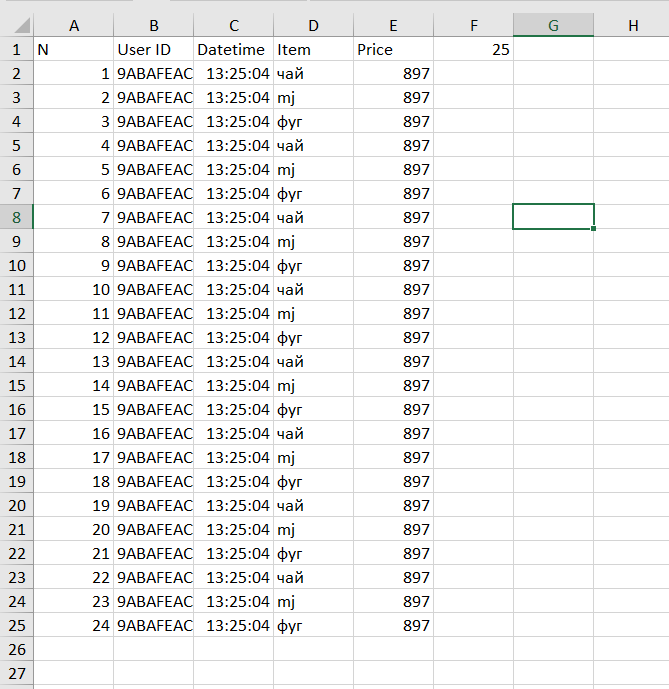 A B C D E F G H
1 N User ID Datetime Item Price 25
2 1 9ABAFEAC 13:25:04 чай 897
3 2 9ABAFEAC 13:25:04 mj 897
4 3 9ABAFEAC 13:25:04 фуг 897
5 4 9ABAFEAC 13:25:04 чай 897
6 5 9ABAFEAC 13:25:04 mj 897
7 6 9ABAFEAC 13:25:04 фуг 897
8 7 9ABAFEAC 13:25:04 чай 897
9 8 9ABAFEAC 13:25:04 mj 897
10 9 9ABAFEAC 13:25:04 фуг 897
11 10 9ABAFEAC 13:25:04 чай 897
12 11 9ABAFEAC 13:25:04 mj 897
13 12 9ABAFEAC 13:25:04 фуг 897
14 13 9ABAFEAC 13:25:04 чай 897
15 14 9ABAFEAC 13:25:04 mj 897
16 15 9ABAFEAC 13:25:04 фуг 897
17 16 9ABAFEAC 13:25:04 чай 897
18 17 9ABAFEAC 13:25:04 mj 897
19 18 9ABAFEAC 13:25:04 фуг 897
20 19 9ABAFEAC 13:25:04 чай 897
21 20 9ABAFEAC 13:25:04 mj 897
22 21 9ABAFEAC 13:25:04 фуг 897
23 22 9ABAFEAC 13:25:04 чай 897
24 23 9ABAFEAC 13:25:04 mj 897
25 24 9ABAFEAC 13:25:04 фуг 897
26
27